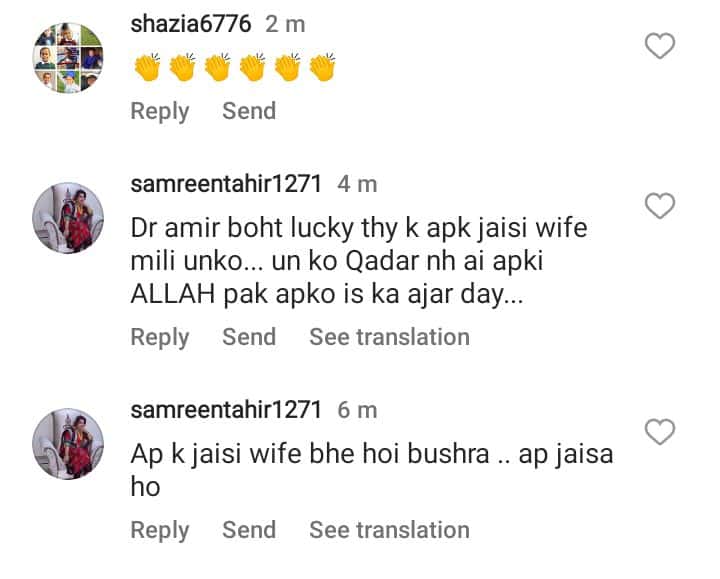 shazia6776 2 m
👏👏👏👏👏👏
Reply Send
samreentahir1271 4 m
Dr amir boht lucky thy k apk jaisi wife
mili unko... un ko Qadar nh ai apki
ALLAH pak apko is ka ajar day...
Reply Send See translation
samreentahir1271 6 m
Ap k jaisi wife bhe hoi bushra .. ap jaisa
ho
Reply Send See translation